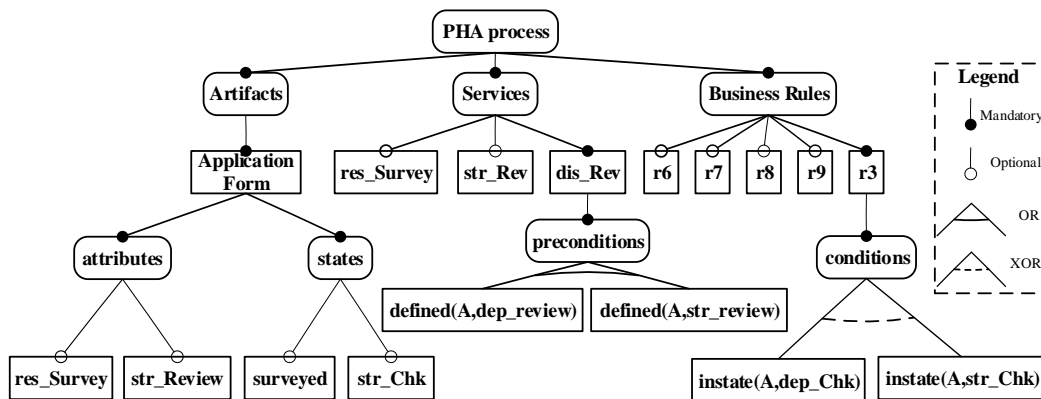 PHA process
Artifacts
Services
Business Rules
Legend
Mandatory
Optional
OR
XOR
Application
Form
res_Survey
str_Rev
dis_Rev
r6
r7
r8
r9
r3
attributes
states
preconditions
conditions
defined(A,dep_review)
defined(A,str_review)
res_Survey
str_Review
surveyed
str_Chk
instate(A,dep_Chk)
instate(A,str_Chk)